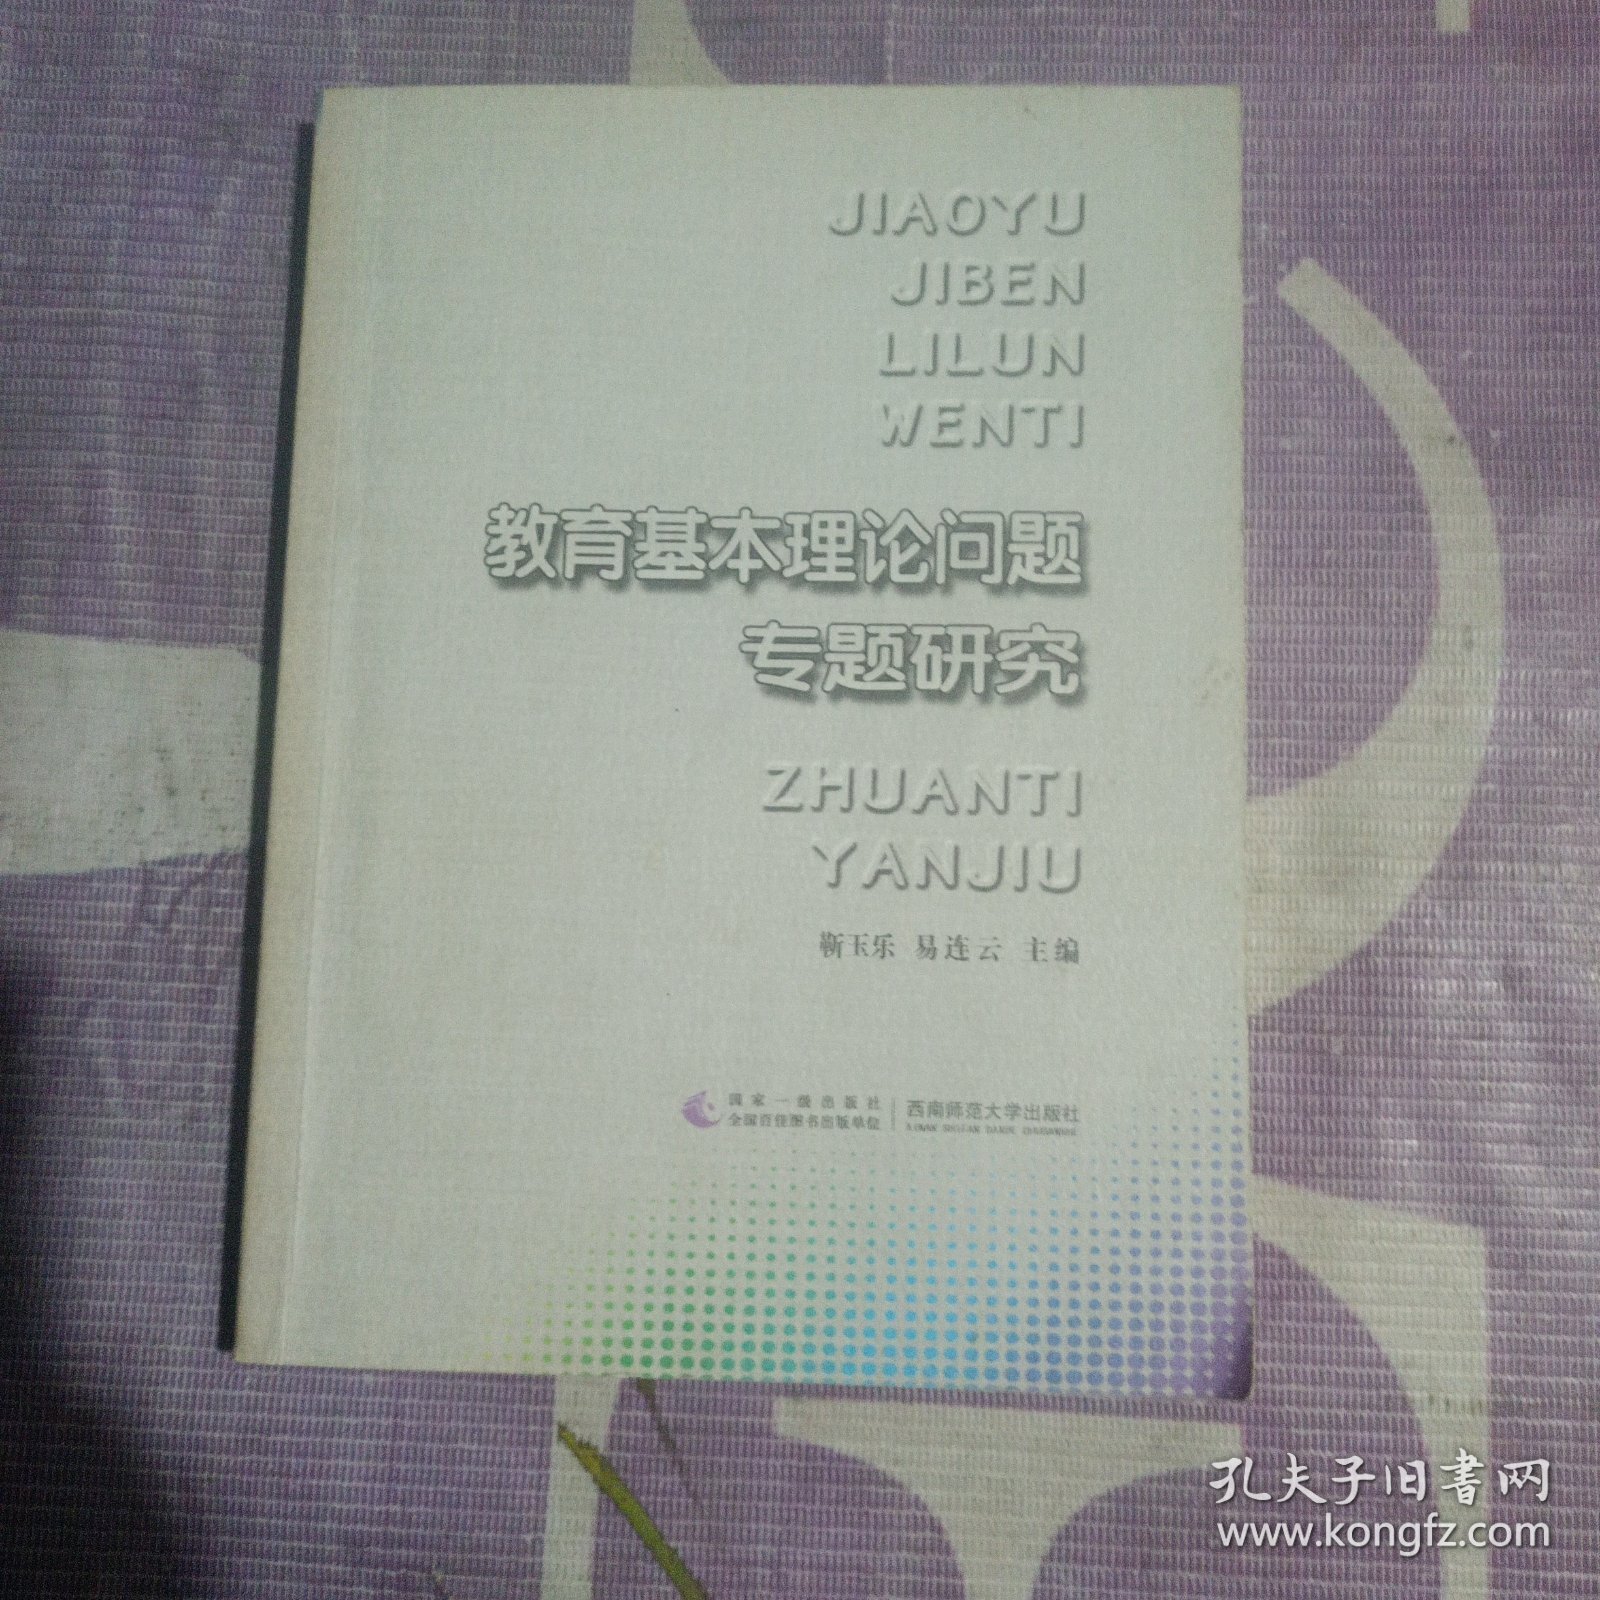 JIAOYU
JIBEN
LILUN
WENTI
教育基本理论问题
专题研究
ZHUANTI
YANJIU
靳玉乐 易连云 主编
国家一级出版社
全国百佳图书出版单位
西南师范大学出版社
孔夫子旧书网
www.kongfz.com